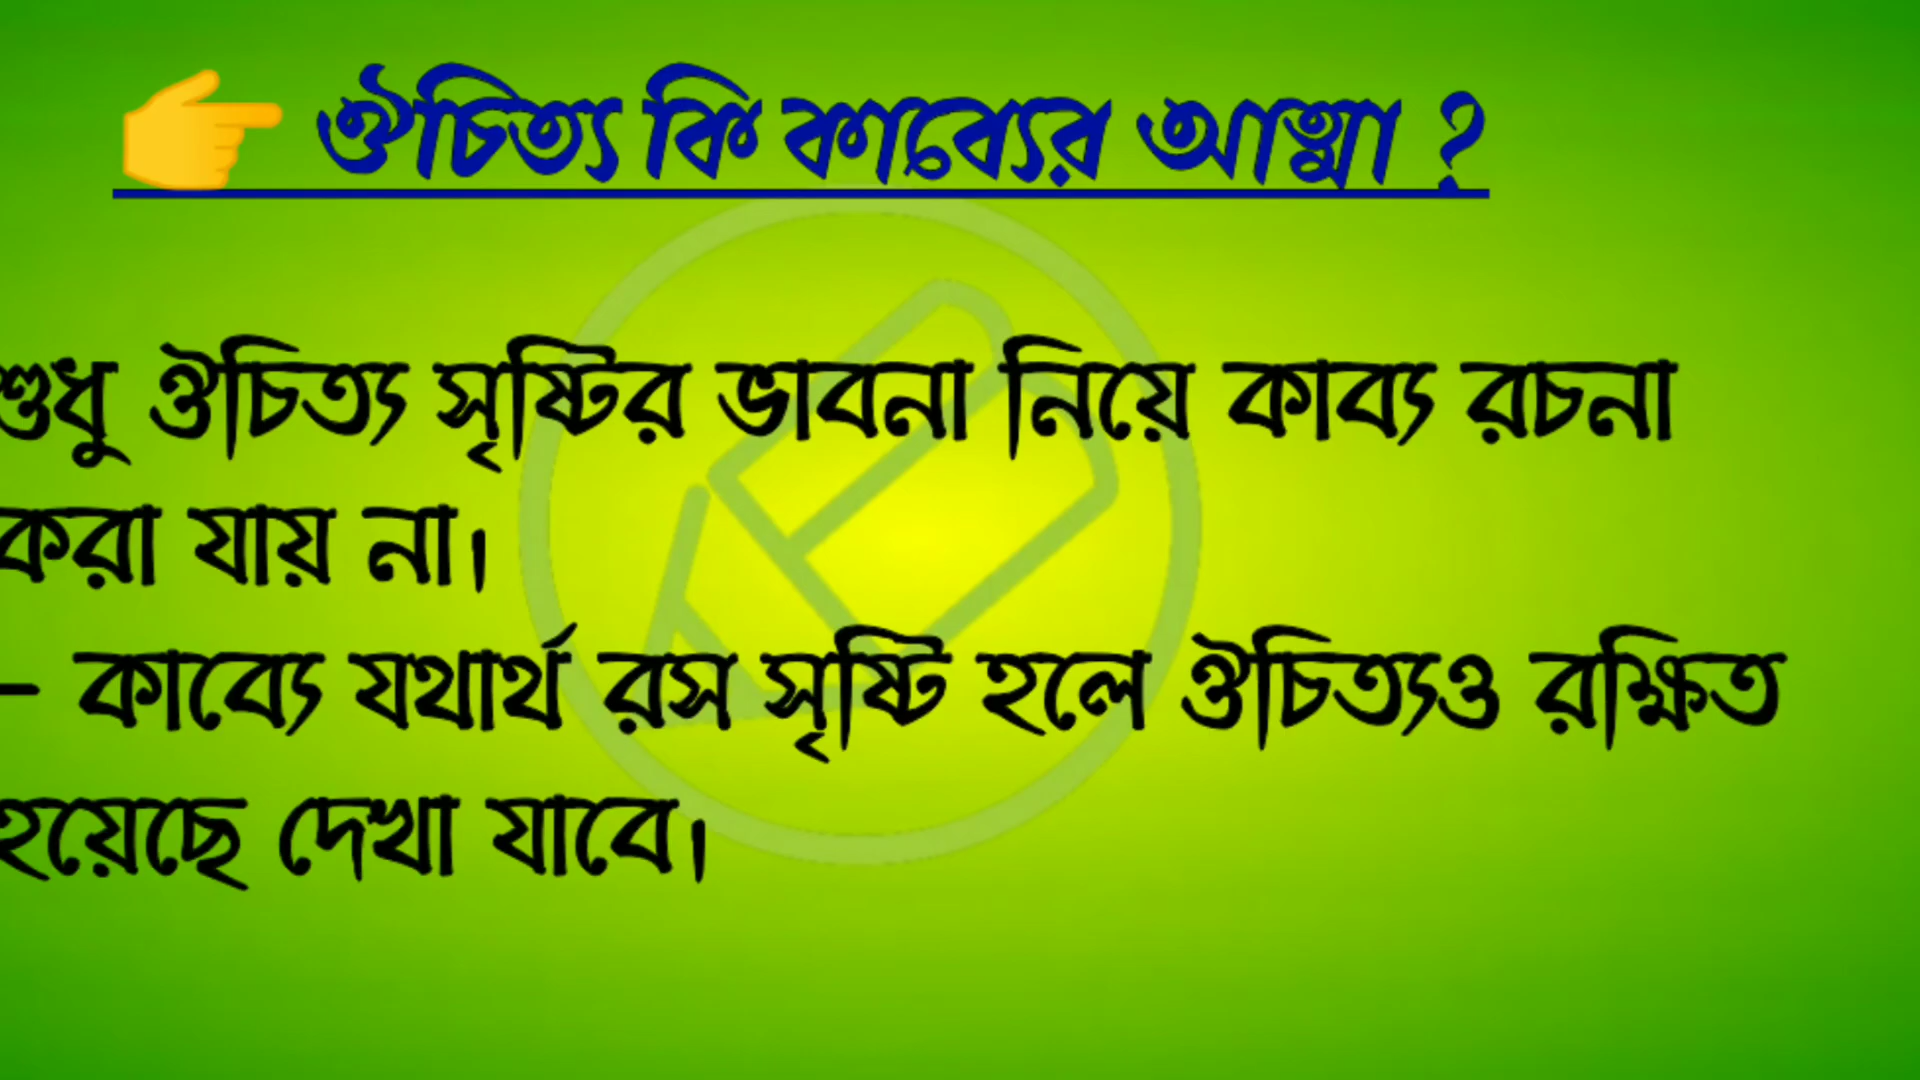 👉 ঔচিত্য কি কাব্যের আত্মা ?
শুধু ঔচিত্য সৃষ্টির ভাবনা নিয়ে কাব্য রচনা
করা যায় না।
– কাব্যে যথার্থ রস সৃষ্টি হলে ঔচিত্যও রক্ষিত
হয়েছে দেখা যাবে।